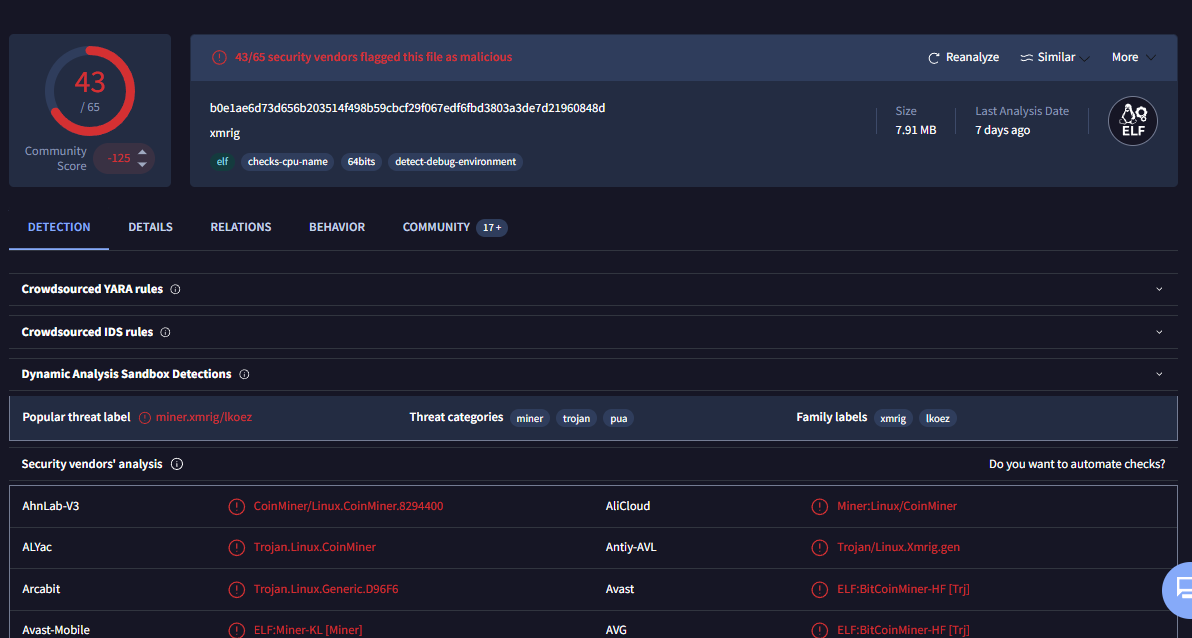 43
/ 65
Community Score
-125
43/65 security vendors flagged this file as malicious
Reanalyze
Similar
More
b0e1ae6d73d656b203514f498b59cbcf29f067edf6fbd3803a3de7d21960848d
xmrig
elf checks-cpu-name 64bits detect-debug-environment
Size
7.91 MB
Last Analysis Date
7 days ago
ELF
DETECTION DETAILS RELATIONS BEHAVIOR COMMUNITY 17+
Crowdsourced YARA rules
Crowdsourced IDS rules
Dynamic Analysis Sandbox Detections
Popular threat label miner.xmrig/lkoez Threat categories miner trojan pua Family labels xmrig lkoez
Security vendors' analysis Do you want to automate checks?
AhnLab-V3 CoinMiner/Linux.CoinMiner.8294400 AliCloud Miner:Linux/CoinMiner
ALYac Trojan.Linux.CoinMiner Antiy-AVL Trojan/Linux.Xmrig.gen
Arcabit Trojan.Linux.Generic.D96F6 Avast ELF:BitCoinMiner-HF [Trj]
Avast-Mobile ELF:Miner-KL [Miner] AVG ELF:BitCoinMiner-HF [Trj]